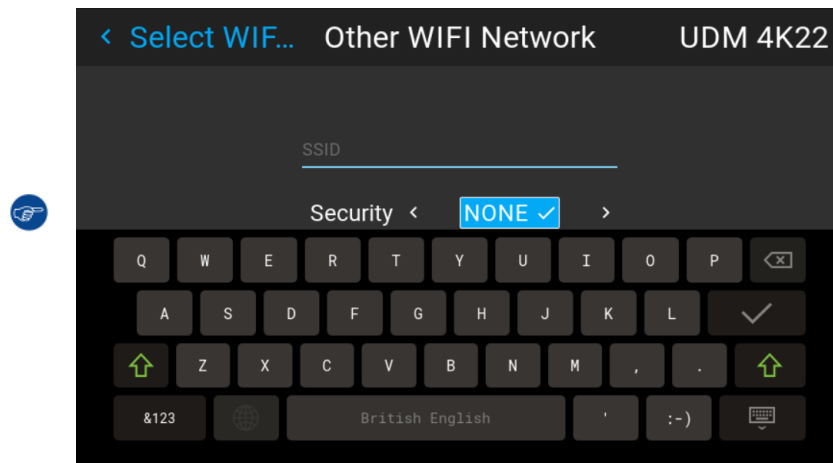 Select WIF... Other WIFI Network UDM 4K22
SSID
Security < NONE ✓ >
Q W E R T Y U I O P
A S D F G H J K L
Z X C V B N M , .
&123 British English ' :-)